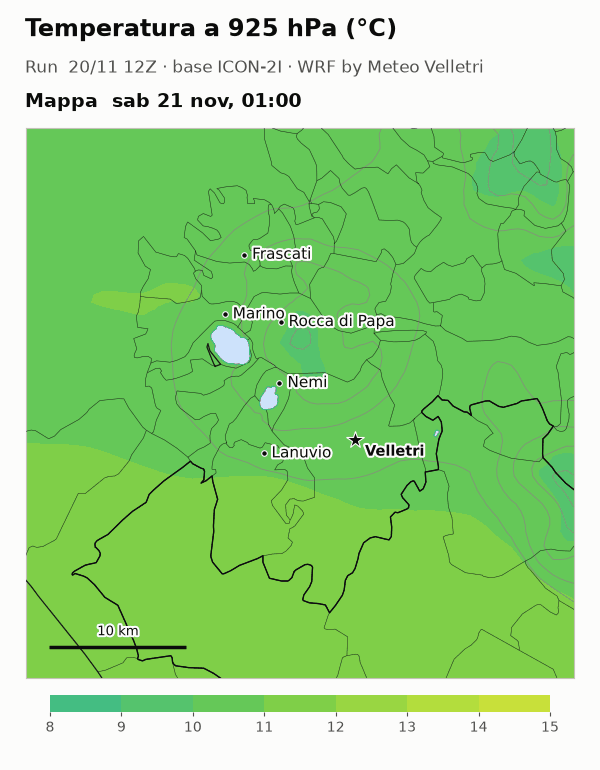 Temperatura a 925 hPa (°C)
Run  20/11 12Z · base ICON-2I · WRF by Meteo Velletri
Mappa  sab 21 nov, 01:00
Frascati
Marino
Rocca di Papa
Nemi
Velletri
Lanuvio
10 km
8 9 10 11 12 13 14 15